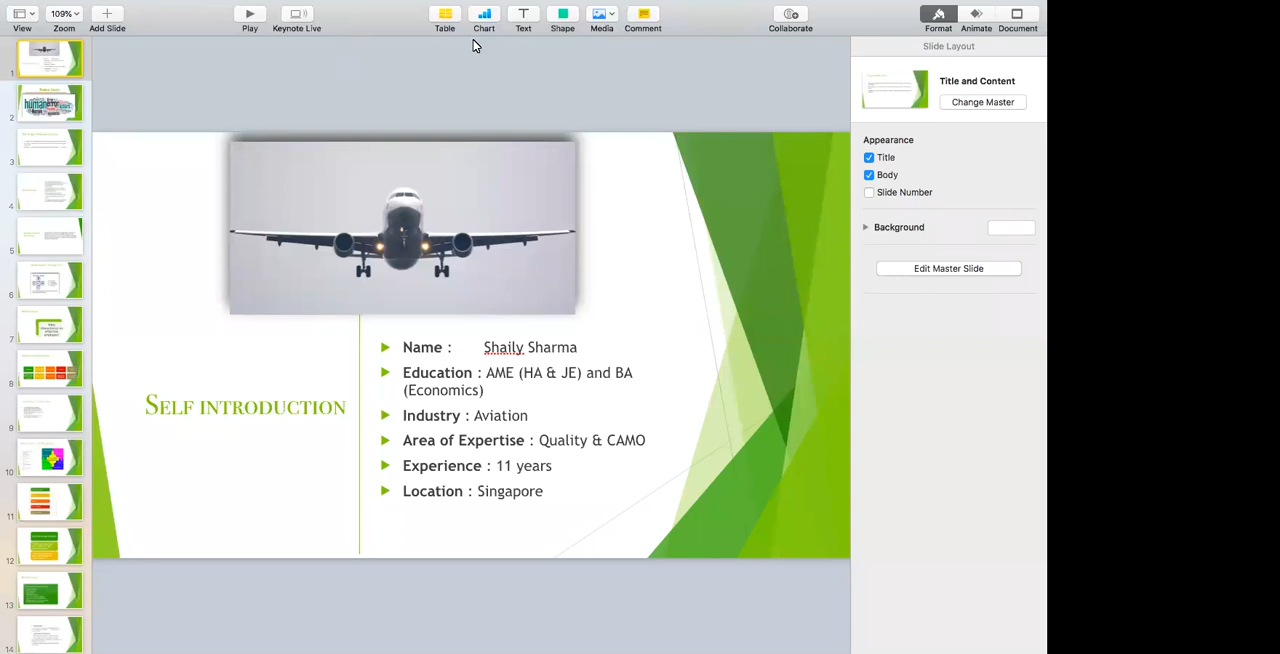 View
109%
Zoom
Add Slide
Play
Keynote Live
Table
Chart
Text
Shape
Media
Comment
Collaborate
Format
Animate
Document
Slide Layout
Title and Content
Change Master
Appearance
Title
Body
Slide Number
Background
Edit Master Slide
1
2
3
4
5
6
7
8
9
10
11
12
13
14
human
Self introduction
Name : Shaily Sharma
Education : AME (HA & JE) and BA
(Economics)
Industry : Aviation
Area of Expertise : Quality & CAMO
Experience : 11 years
Location : Singapore